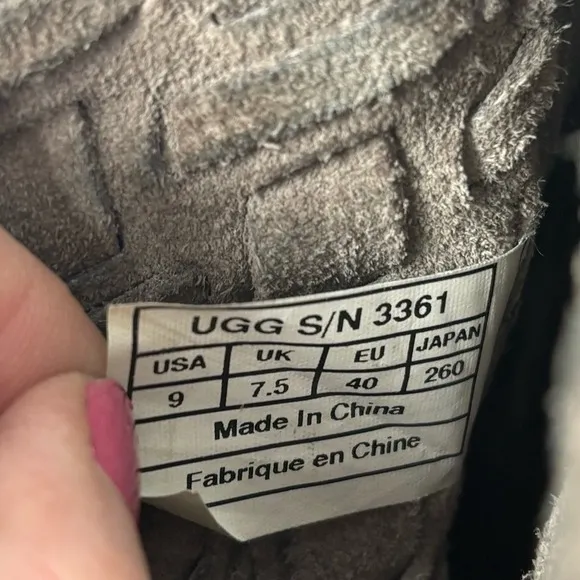 UGG S/N 3361
USA UK EU JAPAN
9 7.5 40 260
Made In China
Fabrique en Chine